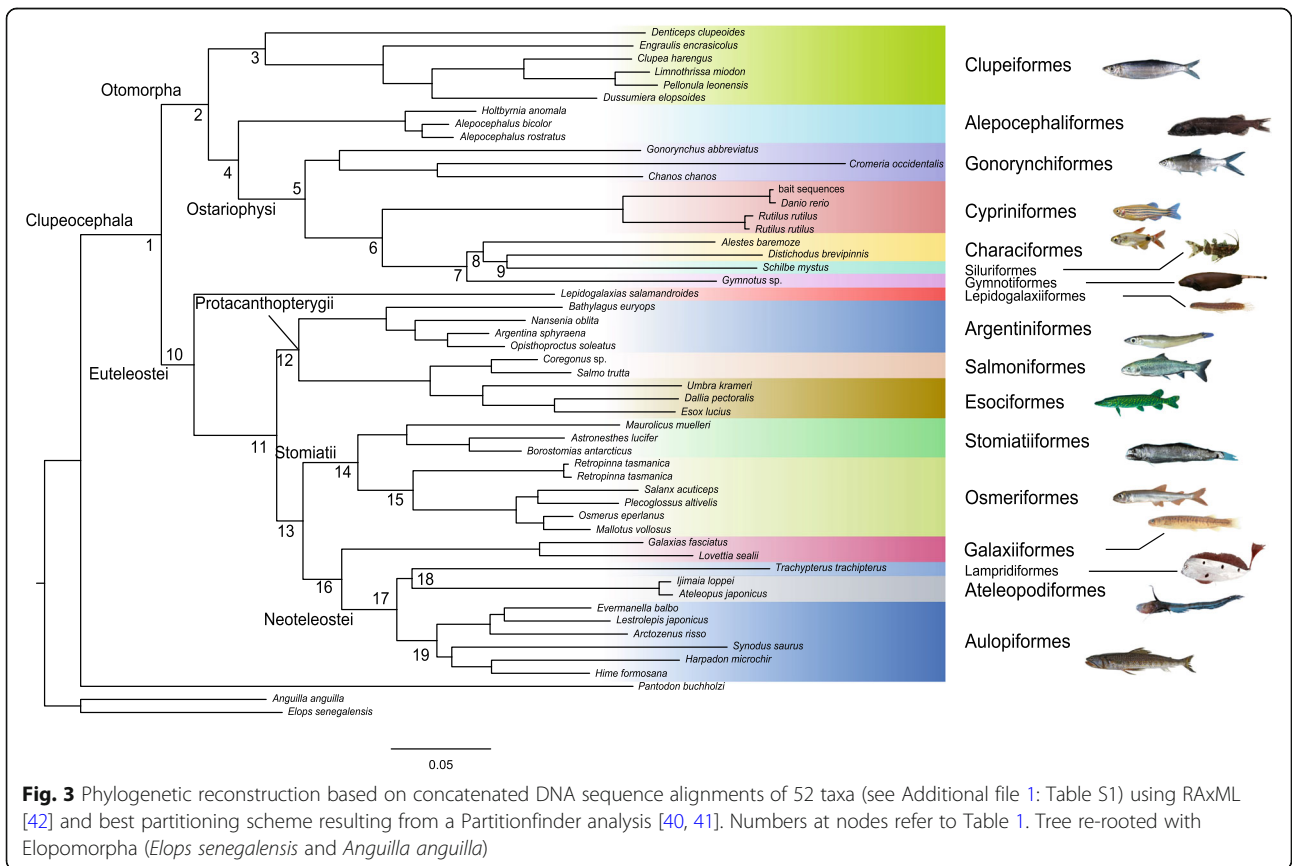 Denticeps clupeoides
Engraulis encrasicolus
Clupea harengus
Limnothrissa miodon
Pellonula leonensis
Dussumiera elopsoides
Holtbyrnia anomala
Alepocephalus bicolor
Alepocephalus rostratus
Gonorynchus abbreviatus
Cromeria occidentalis
Chanos chanos
bait sequences
Danio rerio
Rutilus rutilus
Rutilus rutilus
Alestes baremoze
Distichodus brevipinnis
Schilbe mystus
Gymnotus sp.
Lepidogalaxias salamandroides
Bathylagus euryops
Nansenia oblita
Argentina sphyraena
Opisthoproctus soleatus
Coregonus sp.
Salmo trutta
Umbra krameri
Dallia pectoralis
Esox lucius
Maurolicus muelleri
Astronesthes lucifer
Borostomias antarcticus
Retropinna tasmanica
Retropinna tasmanica
Salanx acuticeps
Plecoglossus altivelis
Osmerus eperlanus
Mallotus vollosus
Galaxias fasciatus
Lovettia sealii
Trachypterus trachipterus
Ijimaia loppei
Ateleopus japonicus
Evermanella balbo
Lestrolepis japonicus
Arctozenus risso
Synodus saurus
Harpadon microchir
Hime formosana
Pantodon buchholzi
Anguilla anguilla
Elops senegalensis
Otomorpha
Clupeocephala
Ostariophysi
Protacanthopterygii
Euteleostei
Stomiatii
Neoteleostei
1
2
3
4
5
6
7
8
9
10
11
12
13
14
15
16
17
18
19
Clupeiformes
Alepocephaliformes
Gonorynchiformes
Cypriniformes
Characiformes
Siluriformes
Gymnotiformes
Lepidogalaxiiformes
Argentiniformes
Salmoniformes
Esociformes
Stomiatiiformes
Osmeriformes
Galaxiiformes
Lampridiformes
Ateleopodiformes
Aulopiformes
0.05
Fig. 3 Phylogenetic reconstruction based on concatenated DNA sequence alignments of 52 taxa (see Additional file 1: Table S1) using RAxML
[42] and best partitioning scheme resulting from a Partitionfinder analysis [40, 41]. Numbers at nodes refer to Table 1. Tree re-rooted with
Elopomorpha (Elops senegalensis and Anguilla anguilla)